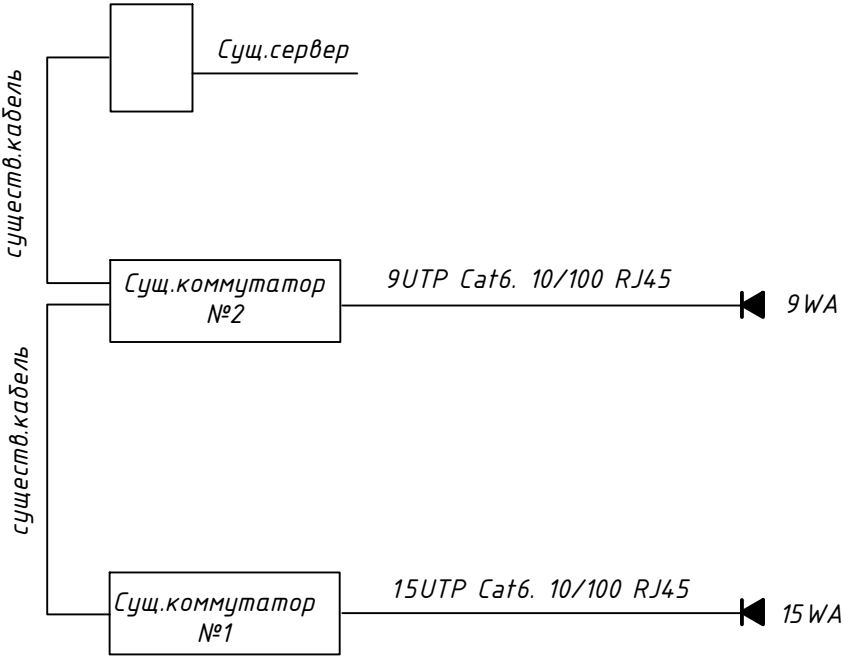 Сущ.сервер
существ.кабель
Сущ.коммутатор
№2
9UTP Cat6. 10/100 RJ45
9WA
существ.кабель
Сущ.коммутатор
№1
15UTP Cat6. 10/100 RJ45
15WA